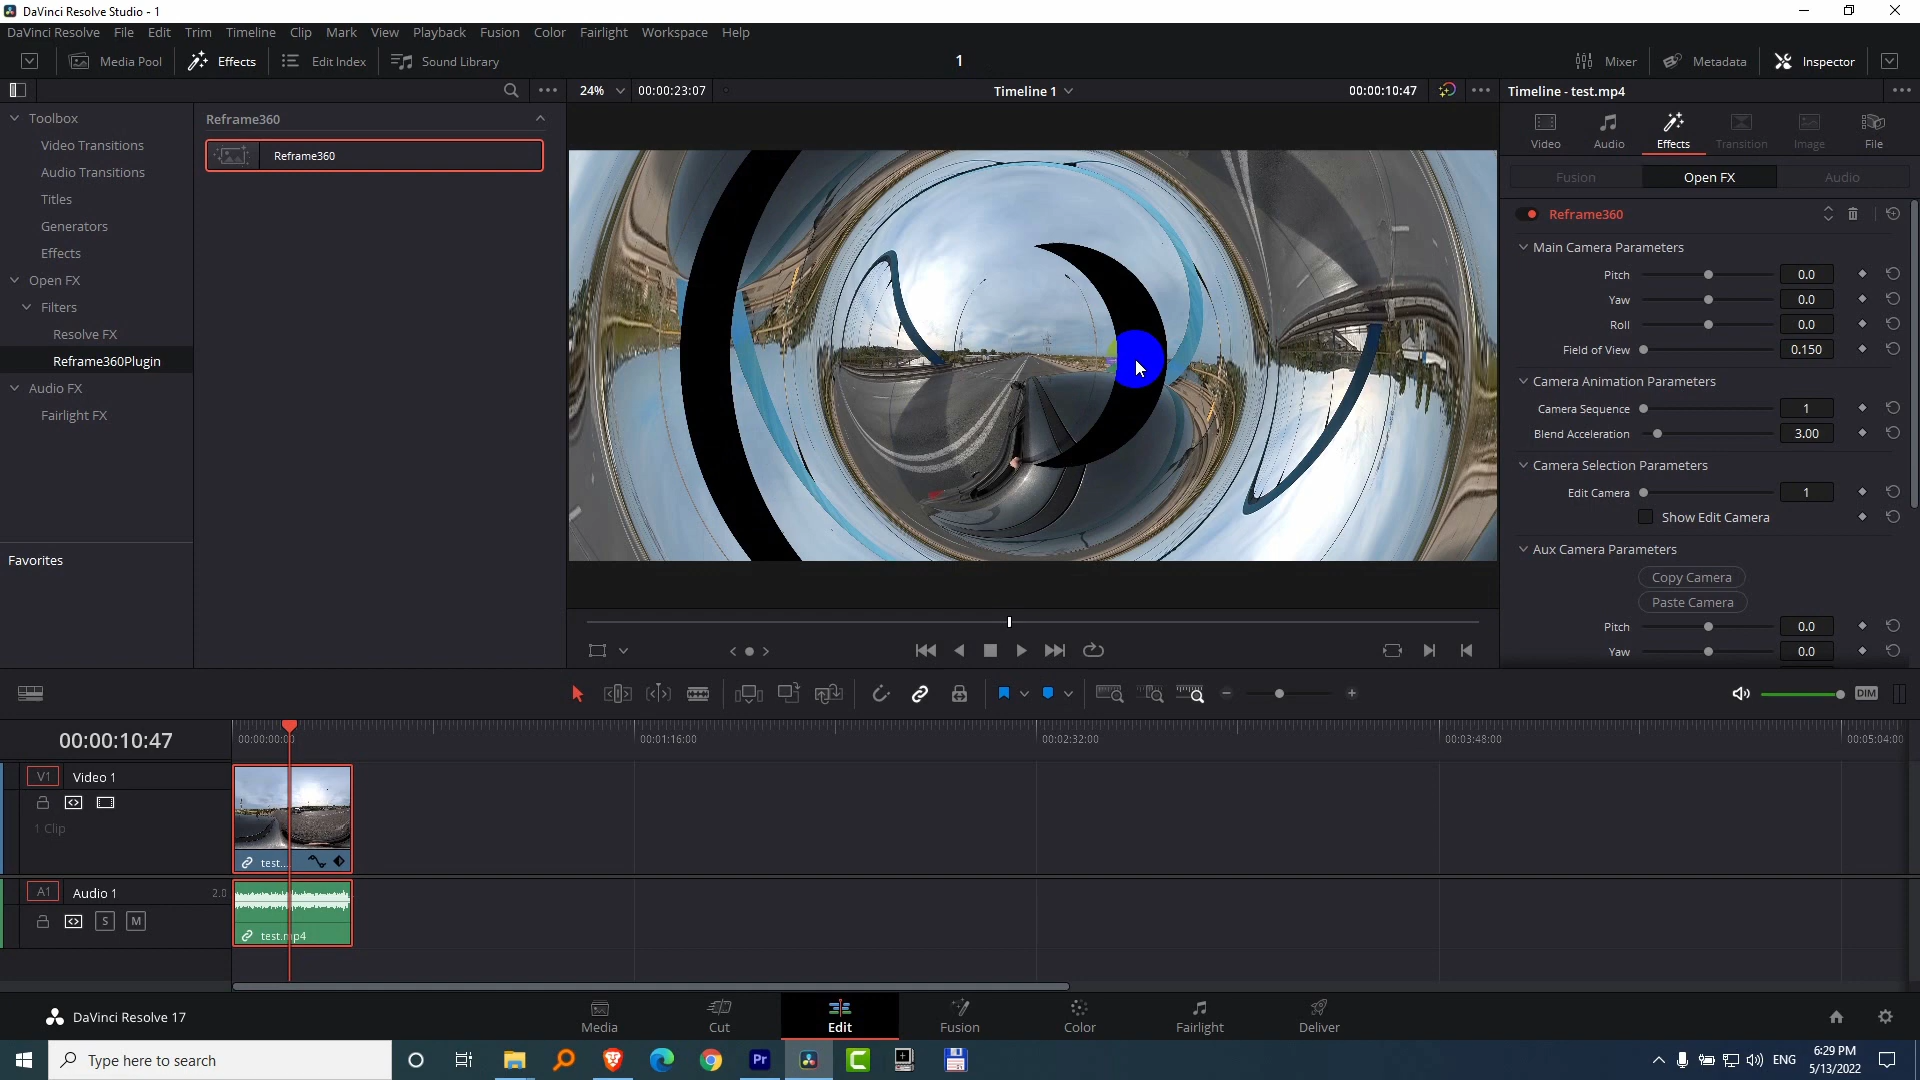 DaVinci Resolve Studio - 1
DaVinci Resolve File Edit Trim Timeline Clip Mark View Playback Fusion Color Fairlight Workspace Help
Media Pool Effects Edit Index Sound Library 1 Mixer Metadata Inspector
24% 00:00:23:07 Timeline 1 00:00:10:47 Timeline - test.mp4
Toolbox
Video Transitions
Audio Transitions
Titles
Generators
Effects
Open FX
Filters
Resolve FX
Reframe360Plugin
Audio FX
Fairlight FX
Favorites
Reframe360
Reframe360
Video Audio Effects Transition Image File
Fusion Open FX Audio
Reframe360
Main Camera Parameters
Pitch 0.0
Yaw 0.0
Roll 0.0
Field of View 0.150
Camera Animation Parameters
Camera Sequence 1
Blend Acceleration 3.00
Camera Selection Parameters
Edit Camera 1
Show Edit Camera
Aux Camera Parameters
Copy Camera
Paste Camera
Pitch 0.0
Yaw 0.0
DIM
00:00:10:47 00:00:00:00 00:01:16:00 00:02:32:00 00:03:48:00 00:05:04:00
V1 Video 1
1 Clip
test...
A1 Audio 1 2.0
S M
test.mp4
DaVinci Resolve 17 Media Cut Edit Fusion Color Fairlight Deliver
Type here to search Pr ENG 6:29 PM
5/13/2022